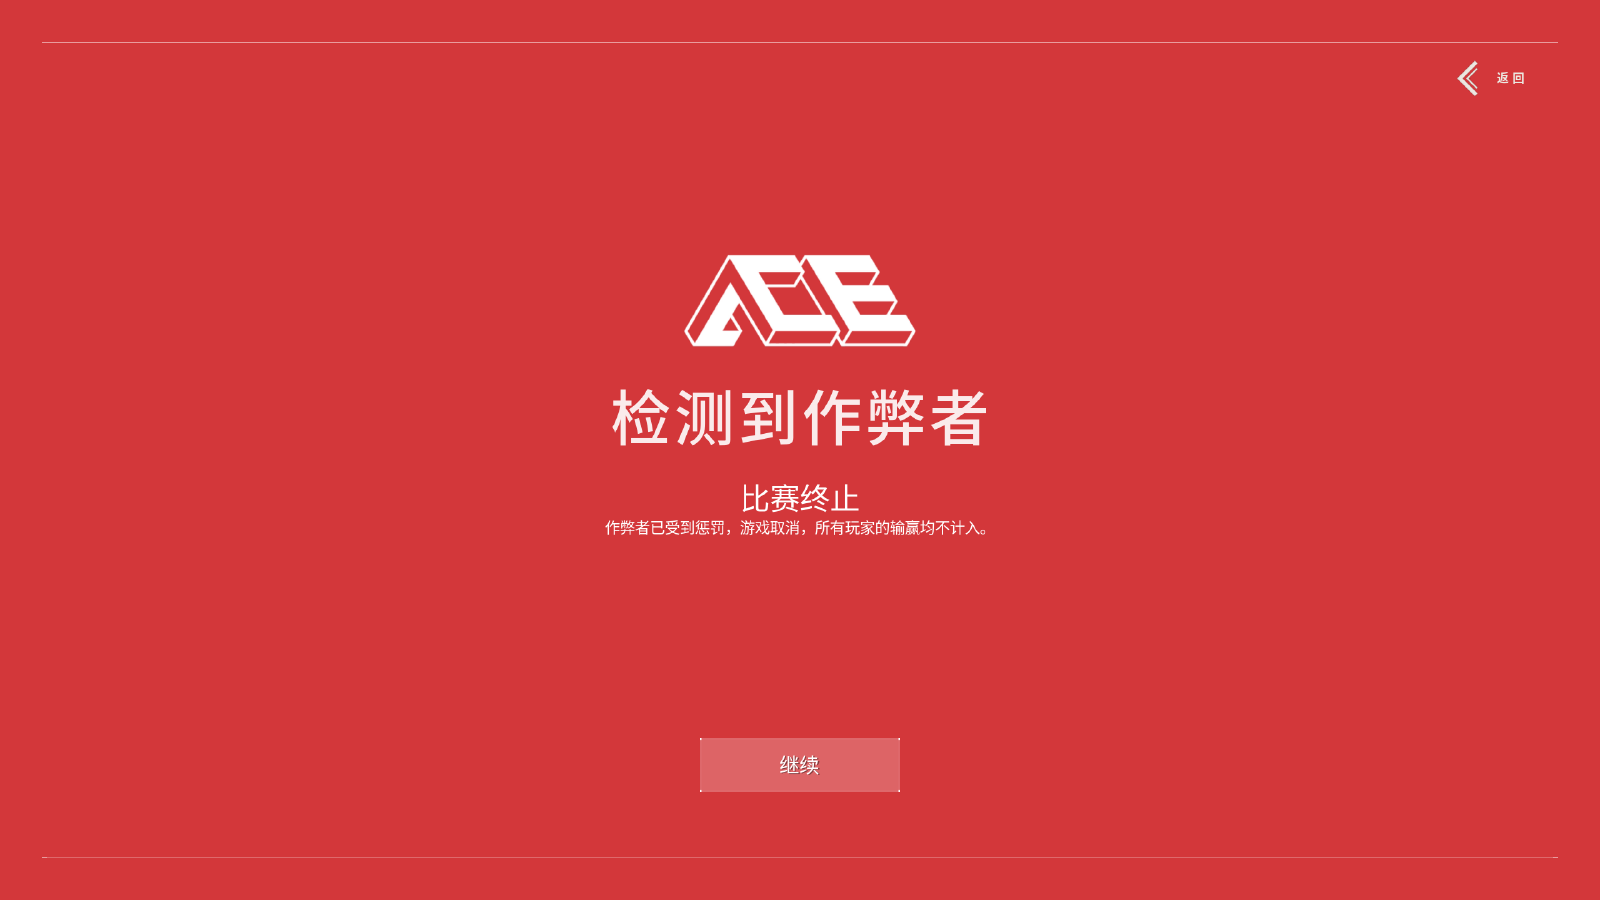 返回
ACE
检测到作弊者
比赛终止
作弊者已受到惩罚，游戏取消，所有玩家的输赢均不计入。
继续